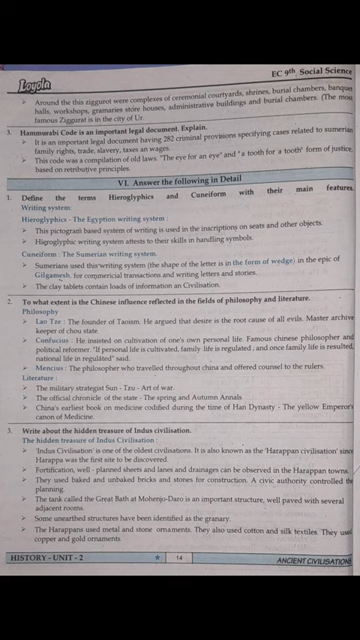 Loyola
EC 9th Social Science
➢ Around the this ziggurot were complexes of ceremonial courtyards, shrines, burial chambers, banquet
halls, workshops, gramaries store houses, administrative buildings and burial chambers. (The most
famous Ziggurat is in the city of Ur.
3. Hammurabi Code is an important legal document. Explain.
➢ It is an important legal document having 282 criminal provisions specifying cases related to sumerian
family rights, trade, slavery, taxes an wages.
➢ This code was a compilation of old laws. "The eye for an eye" and "a tooth for a tooth" form of justice,
based on retributive principles.
VI. Answer the following in Detail
1. Define the terms Hieroglyphics and Cuneiform with their main features.
Writing system:
Hieroglyphics - The Egyption writing system :
➢ This pictogram based system of writing is used in the inscriptions on seats and other objects.
➢ Hieroglyphic writing system attests to their skills in handling symbols.
Cuneiform : The Sumerian writing system.
➢ Sumerians used this writing system (the shape of the letter is in the form of wedge) in the epic of
Gilgamesh, for commericial transactions and writing letters and stories.
➢ The clay tablets contain loads of information an Civilisation.
2. To what extent is the Chinese influence reflected in the fields of philosophy and literature.
Philosophy
➢ Lao Tze : The founder of Taoism. He argued that desire is the root cause of all evils. Master archive
keeper of chou state.
➢ Confucius : He insisted on cultivation of one's own personal life. Famous chinese philosopher and
political reformer. "If personal life is cultivated, family life is regulated ; and once family life is resulted,
national life in regulated" said.
➢ Mencius : The philosopher who travelled throughout china and offered counsel to the rulers.
Literature :
➢ The military strategist Sun - Tzu - Art of war.
➢ The official chronicle of the state - The spring and Autumn Annals
➢ China's earliest book on medicine codified during the time of Han Dynasty - The yellow Emperors
canon of Medicine.
3. Write about the hidden treasure of Indus civilisation.
The hidden treasure of Indus Civilisation :
➢ 'Indus Civilisation' is one of the oldest civilisations. It is also known as the 'Harappan civilisation' since
Harappa was the first site to be discovered.
➢ Fortification, well - planned sheets and lanes and drainages can be observed in the Harappan towns.
➢ They used baked and unbaked bricks and stones for construction. A civic authority controlled the
planning.
➢ The tank called the Great Bath at Mohenjo-Daro is an important structure, well paved with several
adjacent rooms.
➢ Some unearthed structures have been identified as the granary.
➢ The Harappans used metal and stone ornaments. They also used cotton and silk textiles. They used
copper and gold ornaments.
HISTORY - UNIT - 2
14
ANCIENT CIVILISATIONS